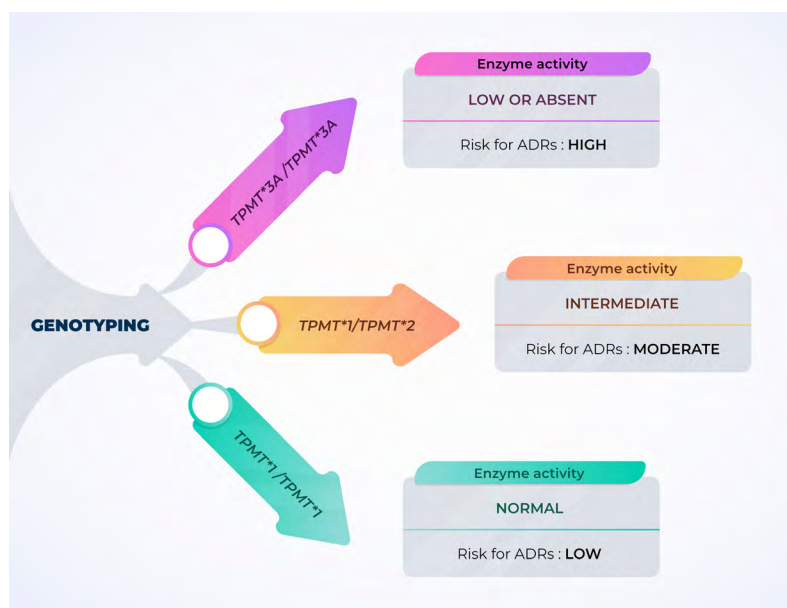 Enzyme activity
LOW OR ABSENT
Risk for ADRs : HIGH
TPMT*3A /TPMT*3A
Enzyme activity
INTERMEDIATE
Risk for ADRs : MODERATE
GENOTYPING
TPMT*1/TPMT*2
TPMT*1 /TPMT*1
Enzyme activity
NORMAL
Risk for ADRs : LOW